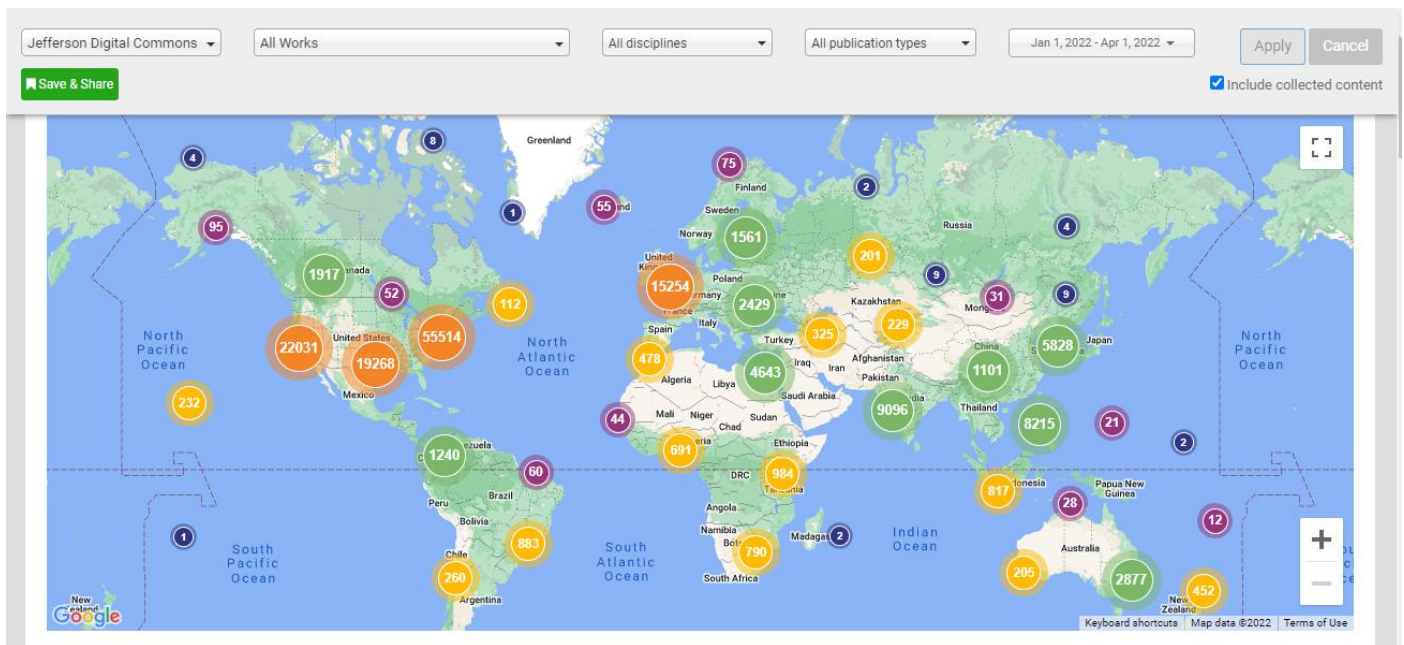 Jefferson Digital Commons
All Works
All disciplines
All publication types
Jan 1, 2022 - Apr 1, 2022
Apply
Cancel
Save & Share
Include collected content
8
Greenland
4
75
Finland
2
1
55
Sweden
95
Norway
1561
Russia
4
United
201
1917
15254
Poland
9
52
112
2429
Kazakhstan
31
9
Spain
Italy
325
229
North
Pacific
Ocean
22031
United States
55514
North
Atlantic
Ocean
Turkey
China
5828
Japan
North
Pacific
Ocean
19268
478
4643
Iraq
Iran
Afghanistan
1101
Algeria
Libya
Pakistan
Mexico
232
Saudi Arabia
9096
44
Mali
Niger
Chad
Sudan
Thailand
8215
21
1240
691
Ethiopia
2
60
DRC
984
817
Papua New
Guinea
Peru
Brazil
28
Angola
12
Bolivia
Namibia
1
South
Pacific
Ocean
883
South
Atlantic
Ocean
790
2
Indian
Ocean
Australia
Chile
260
South Africa
205
2877
452
Argentina
New
Zealand
New
Zealand
Google
Keyboard shortcuts
Map data ©2022
Terms of Use